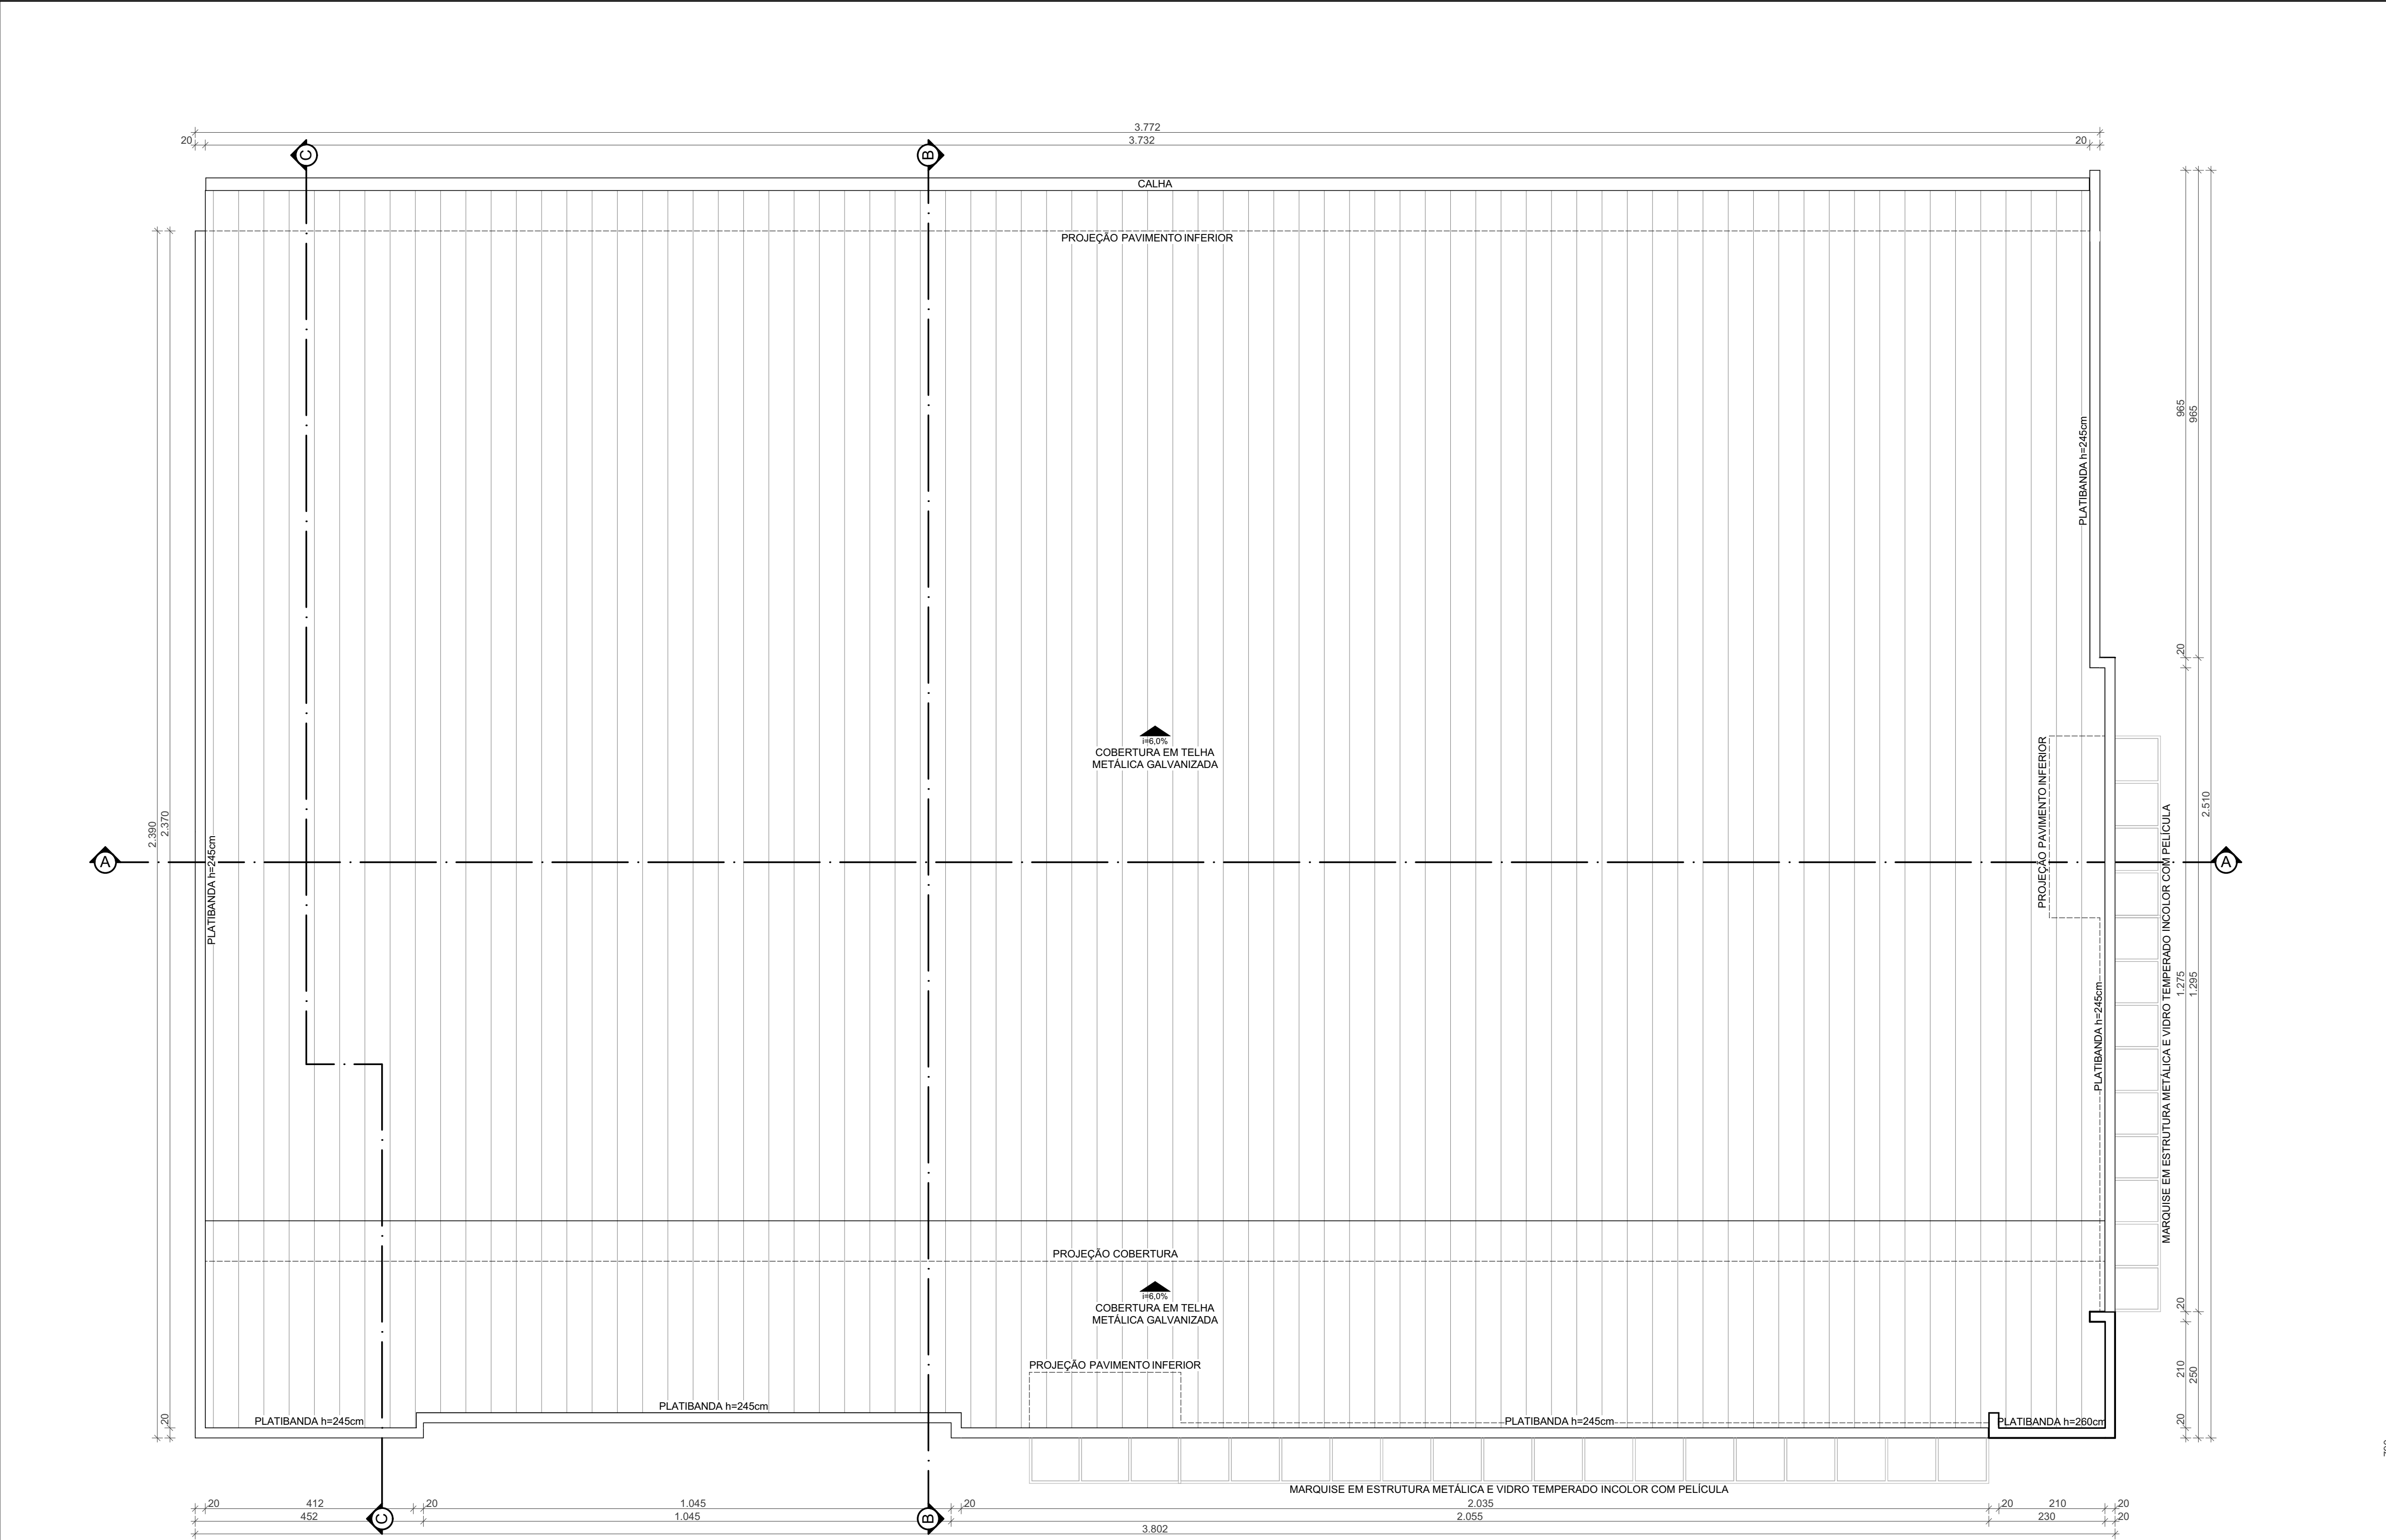 3.772
20
3.732
20
C
B
CALHA
PROJEÇÃO PAVIMENTO INFERIOR
965
965
PLATIBANDA h=245cm
20
i=6,0%
COBERTURA EM TELHA
METÁLICA GALVANIZADA
PROJEÇÃO PAVIMENTO INFERIOR
2.390
2.370
2.510
PLATIBANDA h=245cm
A
A
MARQUISE EM ESTRUTURA METÁLICA E VIDRO TEMPERADO INCOLOR COM PELÍCULA
1.275
1.295
PLATIBANDA h=245cm
PROJEÇÃO COBERTURA
i=6,0%
COBERTURA EM TELHA
METÁLICA GALVANIZADA
20
PROJEÇÃO PAVIMENTO INFERIOR
210
250
PLATIBANDA h=245cm
20
PLATIBANDA h=245cm
PLATIBANDA h=245cm
PLATIBANDA h=260cm
20
MARQUISE EM ESTRUTURA METÁLICA E VIDRO TEMPERADO INCOLOR COM PELÍCULA
20
412
20
1.045
20
2.035
20
210
20
452
C
1.045
B
2.055
230
20
3.802